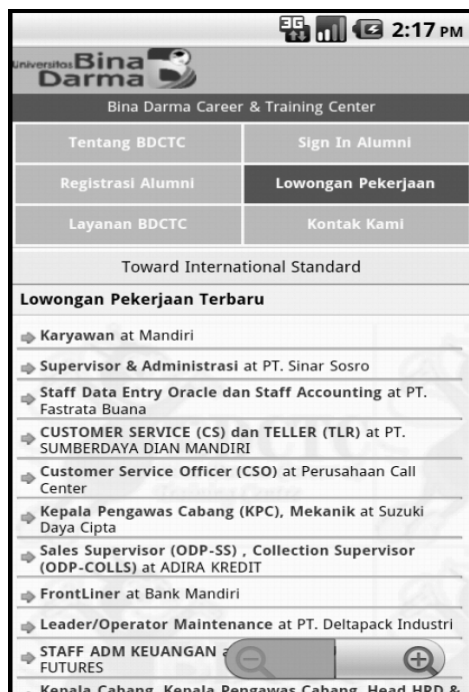 3G 2:17 PM
Universitas Bina
Darma
Bina Darma Career & Training Center
Tentang BDCTC Sign In Alumni
Registrasi Alumni Lowongan Pekerjaan
Layanan BDCTC Kontak Kami
Toward International Standard
Lowongan Pekerjaan Terbaru
Karyawan at Mandiri
Supervisor & Administrasi at PT. Sinar Sosro
Staff Data Entry Oracle dan Staff Accounting at PT.
Fastrata Buana
CUSTOMER SERVICE (CS) dan TELLER (TLR) at PT.
SUMBERDAYA DIAN MANDIRI
Customer Service Officer (CSO) at Perusahaan Call
Center
Kepala Pengawas Cabang (KPC), Mekanik at Suzuki
Daya Cipta
Sales Supervisor (ODP-SS) , Collection Supervisor
(ODP-COLLS) at ADIRA KREDIT
FrontLiner at Bank Mandiri
Leader/Operator Maintenance at PT. Deltapack Industri
STAFF ADM KEUANGAN
FUTURES
Kepala Cabang, Kepala Pengawas Cabang, Head HRD &